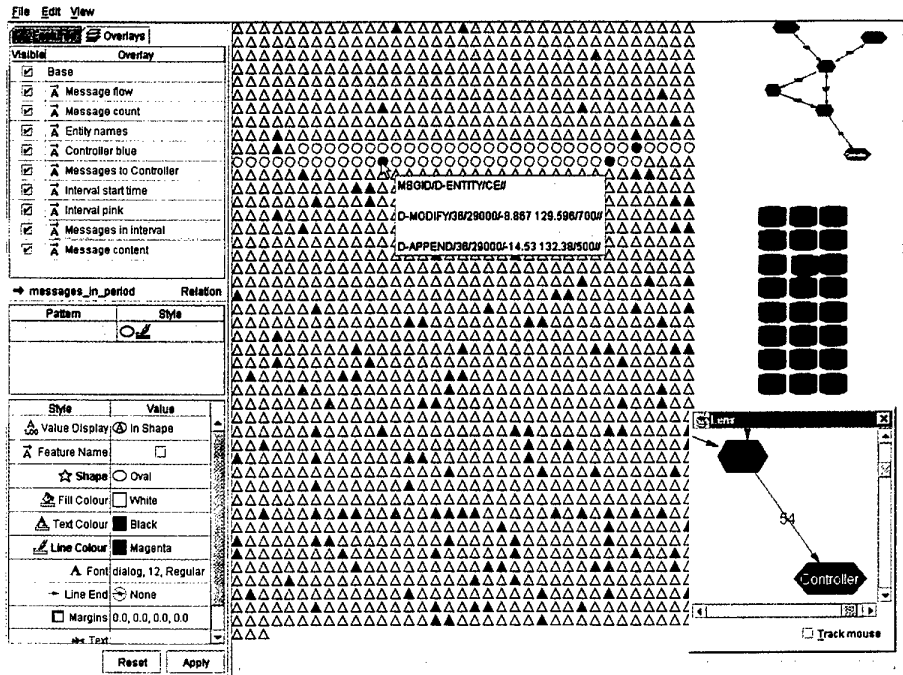 File Edit View
Overlays
Visible Overlay
Base
Message flow
Message count
Entity names
Controller blue
Messages to Controller
Interval start time
Interval pink
Messages in interval
Message content
messages_in_period Relation
Pattern Style
Style Value
Value Display In Shape
Feature Name
Shape Oval
Fill Colour White
Text Colour Black
Line Colour Magenta
Font dialog, 12, Regular
Line End None
Margins 0.0, 0.0, 0.0, 0.0
Text
Reset Apply
MSGID/D-ENTITY/CE//
D-MODIFY/36/29000/-8.867 129.596/700//
D-APPEND/36/29000/-14.53 132.38/500//
Lens
54
Controller
Track mouse